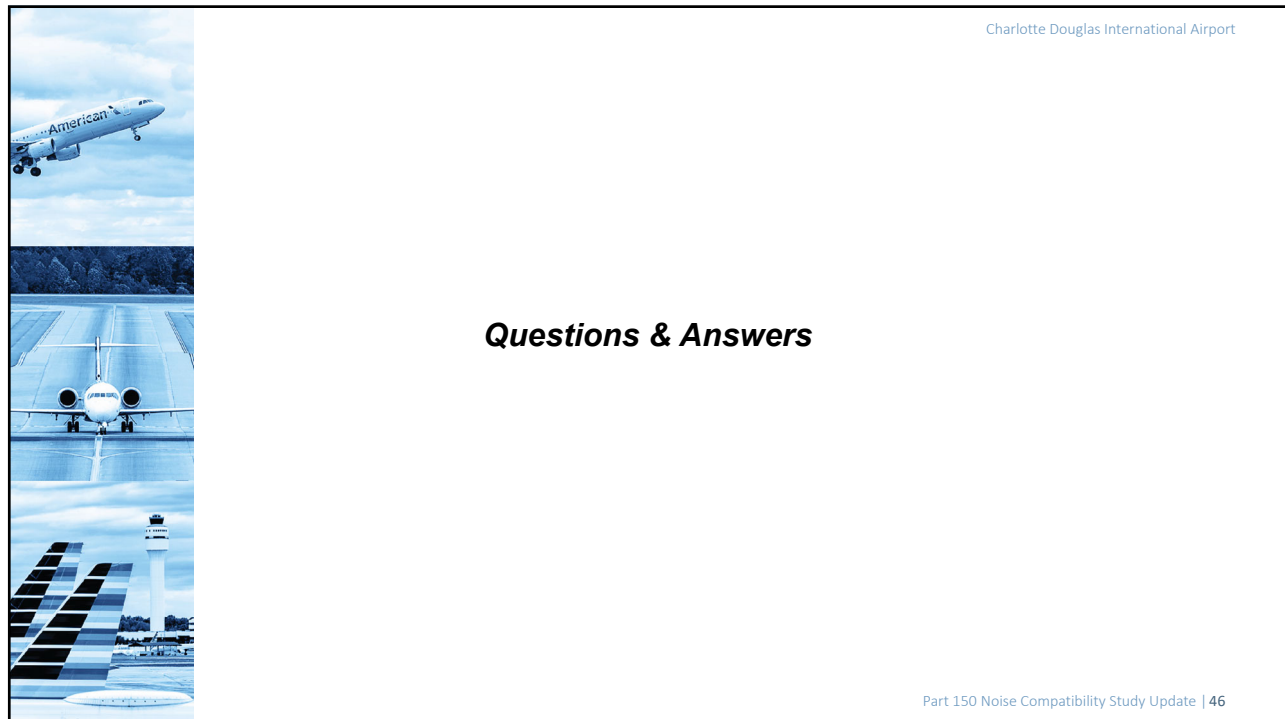 Charlotte Douglas International Airport
American
Questions & Answers
Part 150 Noise Compatibility Study Update | 46